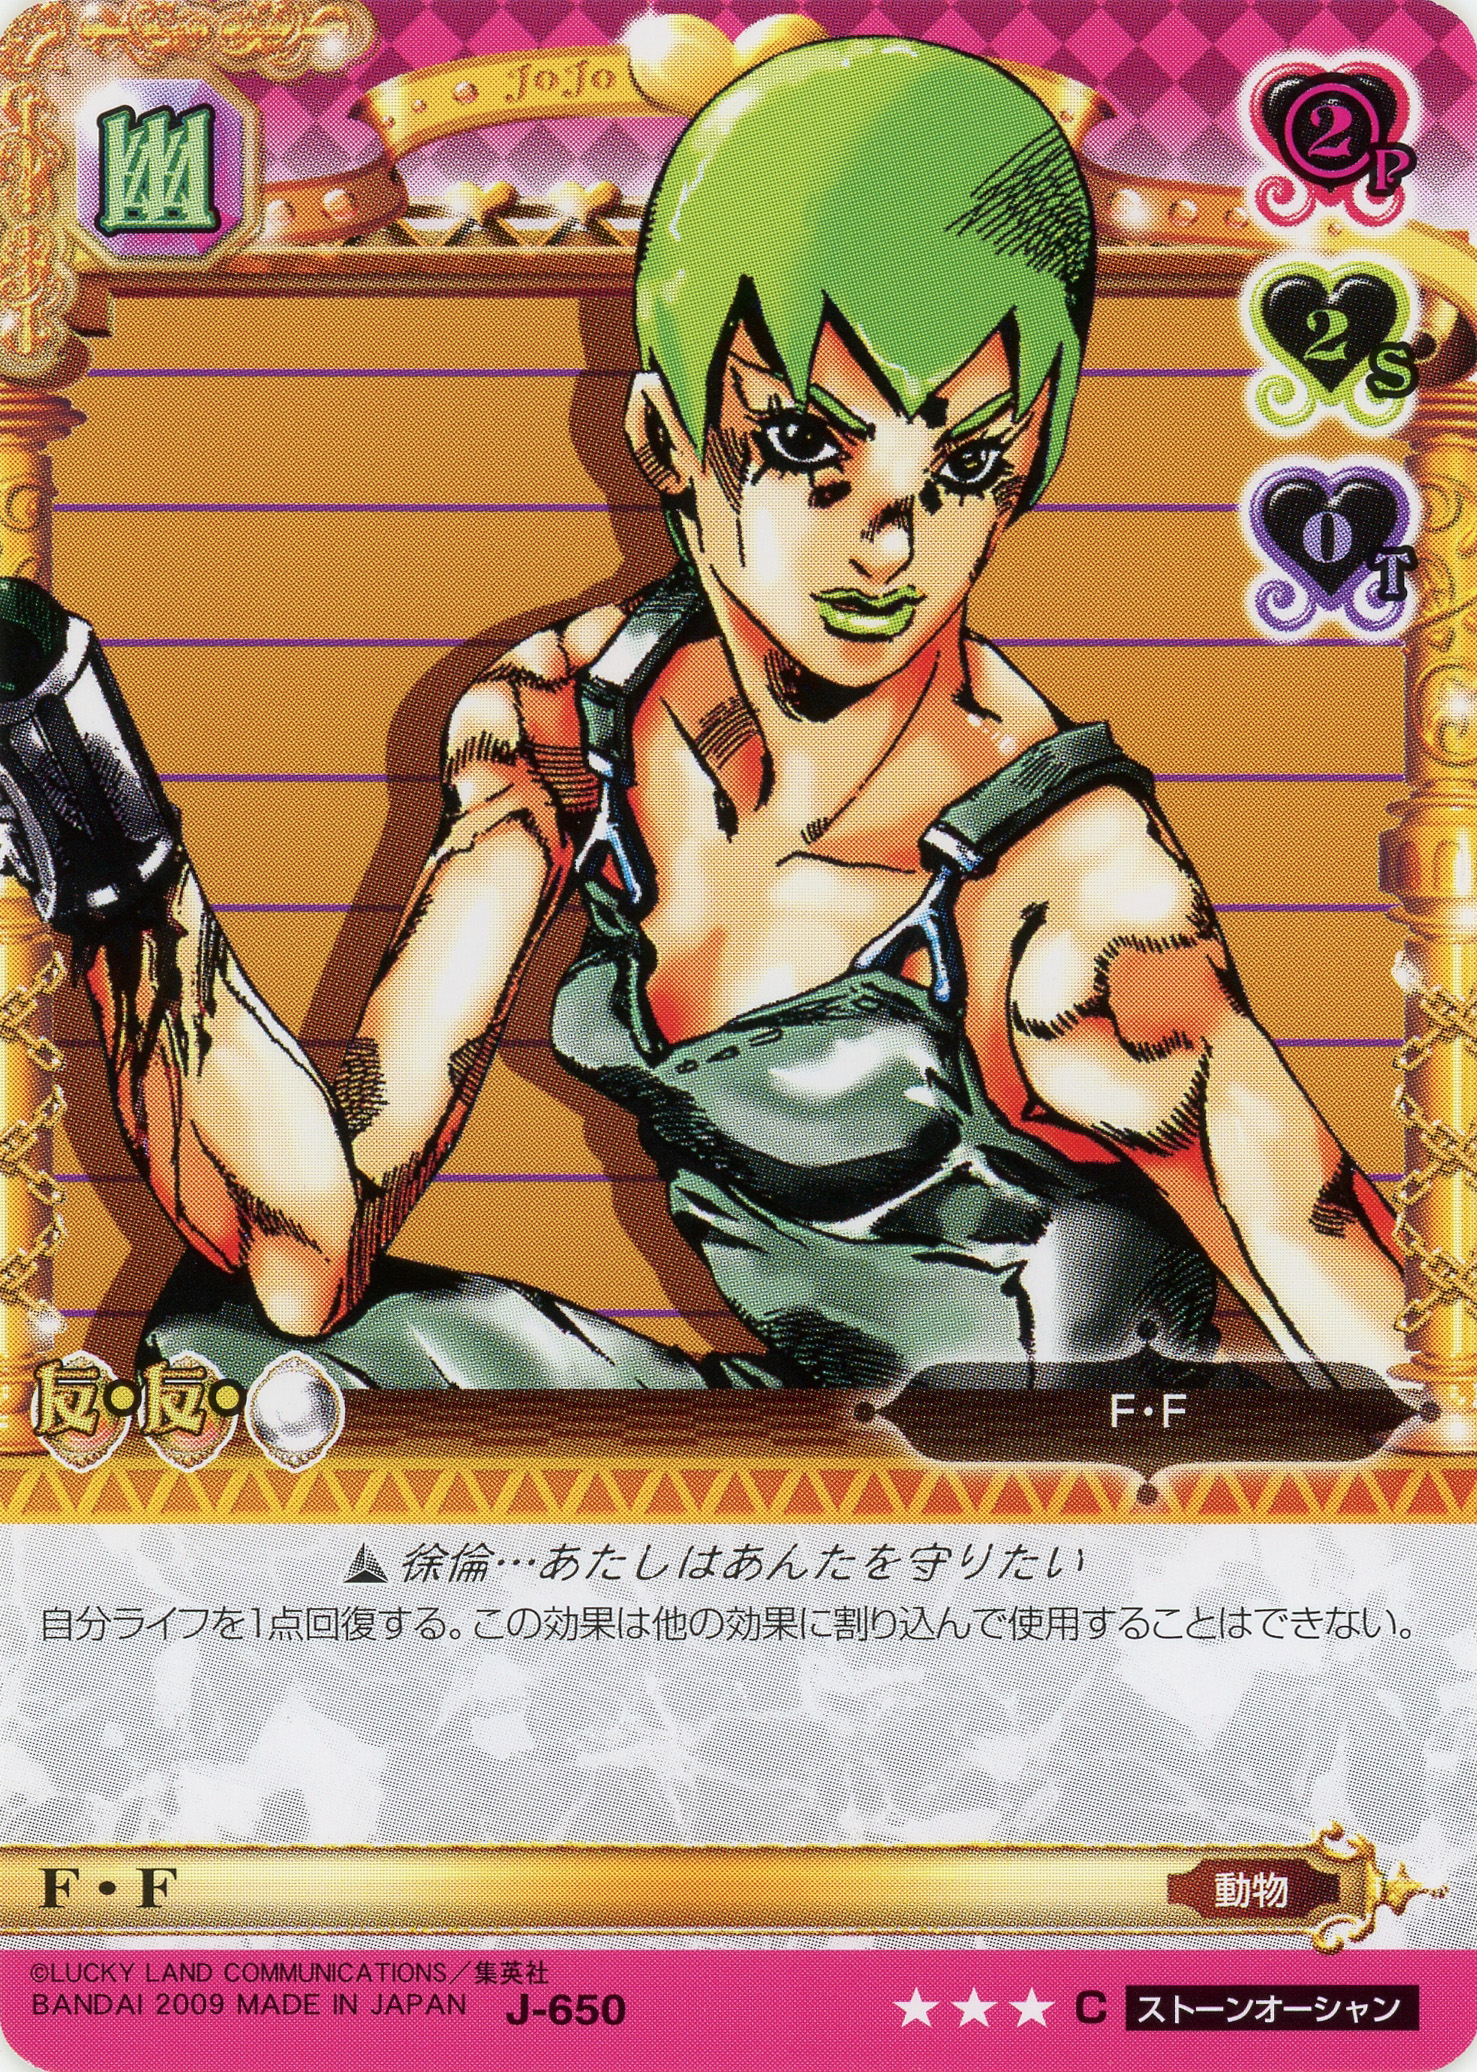 JoJo
2
P
2
S
0
T
反・反・
F・F
徐倫…あたしはあんたを守りたい
自分ライフを1点回復する。この効果は他の効果に割り込んで使用することはできない。
F・F
動物
©LUCKY LAND COMMUNICATIONS／集英社
BANDAI 2009 MADE IN JAPAN J-650
★★★ C ストーンオーシャン